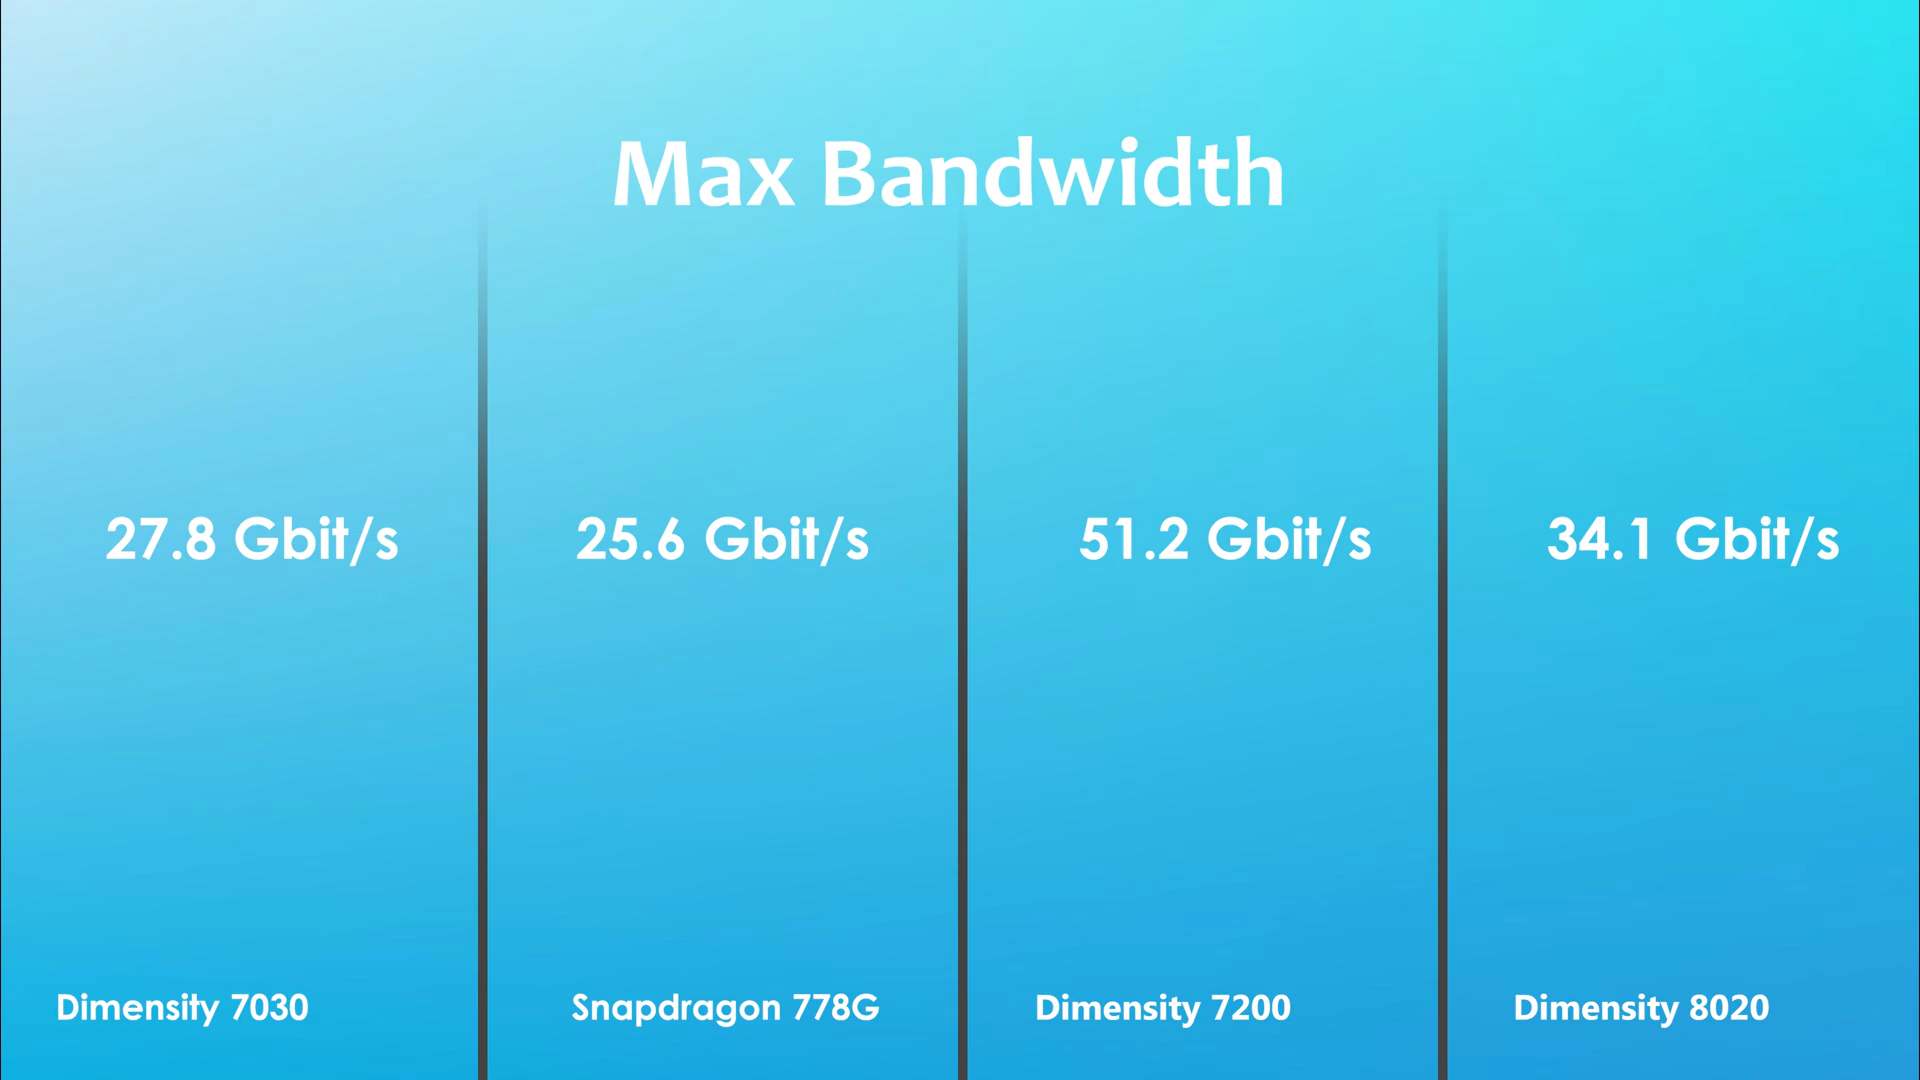 Max Bandwidth
27.8 Gbit/s
25.6 Gbit/s
51.2 Gbit/s
34.1 Gbit/s
Dimensity 7030
Snapdragon 778G
Dimensity 7200
Dimensity 8020